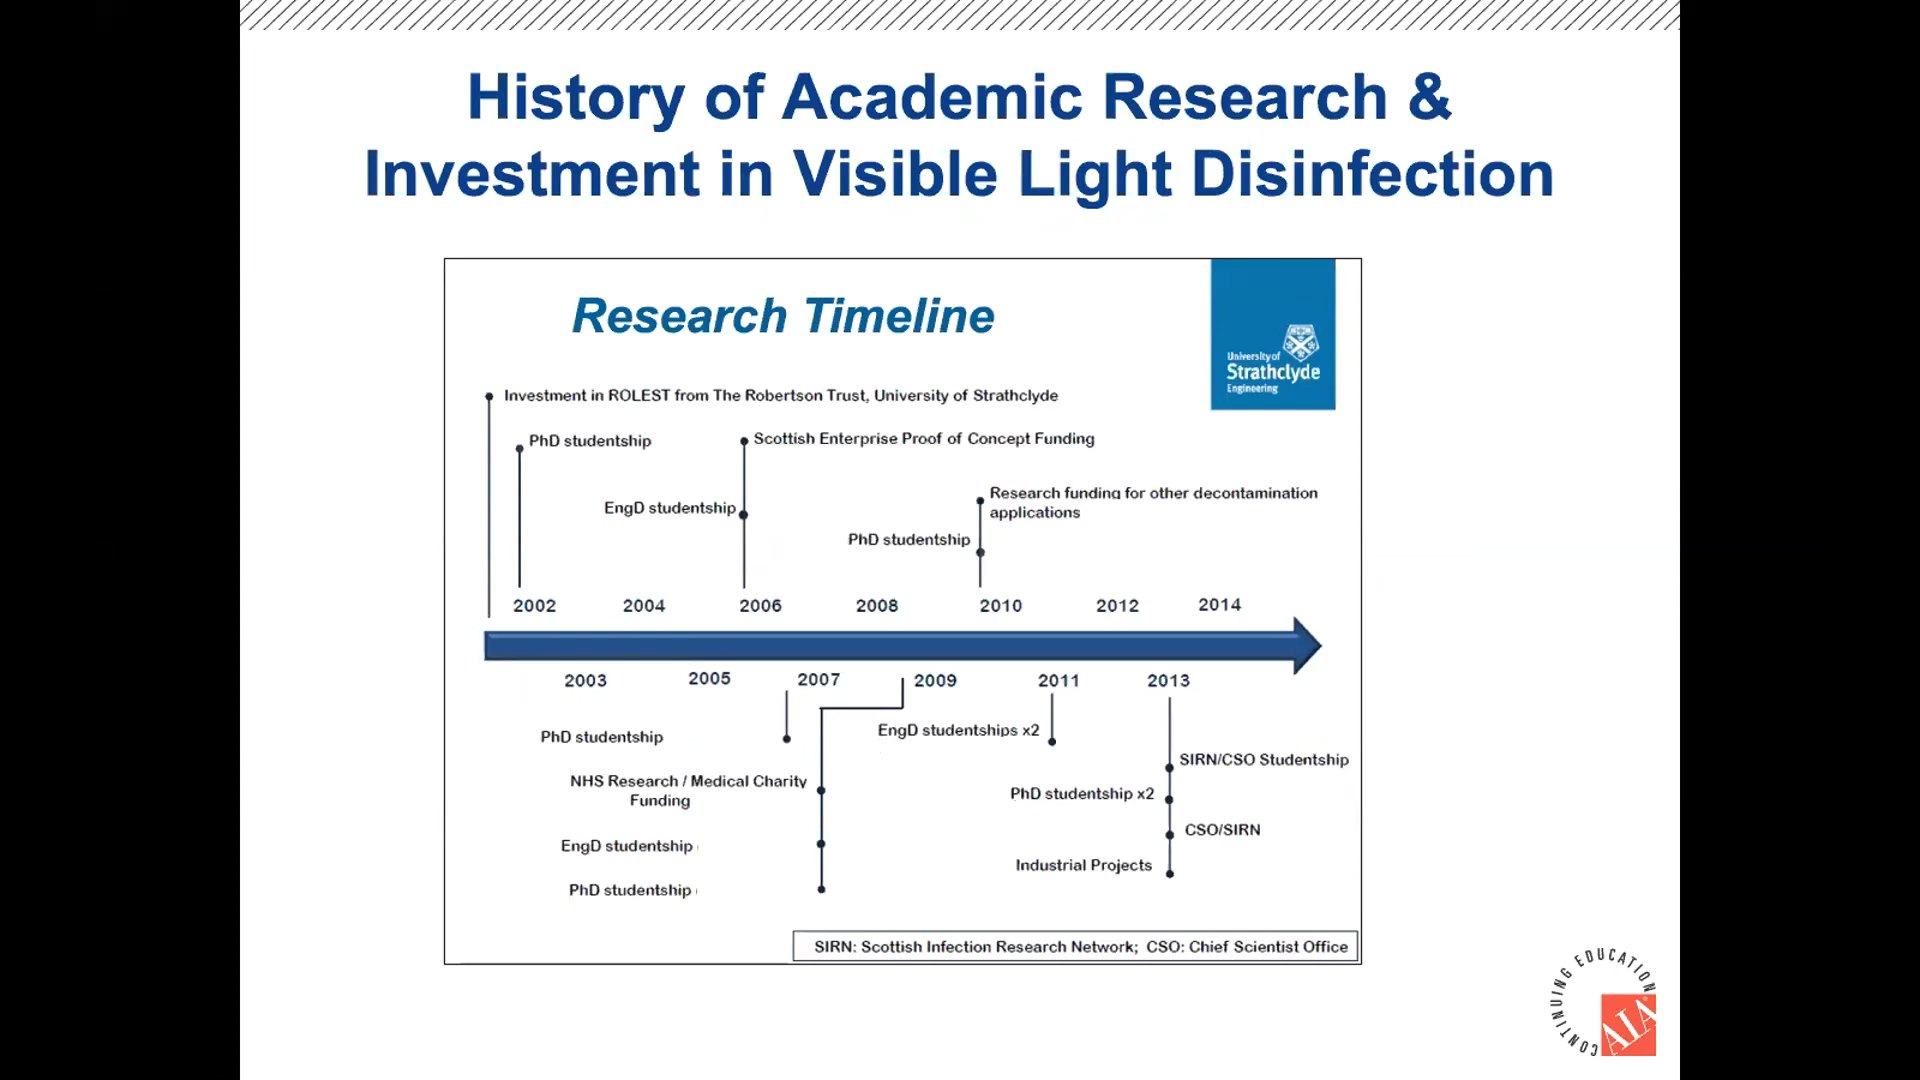 History of Academic Research &
Investment in Visible Light Disinfection
Research Timeline
University of
Strathclyde
Engineering
Investment in ROLEST from The Robertson Trust, University of Strathclyde
PhD studentship
Scottish Enterprise Proof of Concept Funding
EngD studentship
Research funding for other decontamination
applications
PhD studentship
2002 2004 2006 2008 2010 2012 2014
2003 2005 2007 2009 2011 2013
PhD studentship
EngD studentships x2
SIRN/CSO Studentship
NHS Research / Medical Charity
Funding
PhD studentship x2
CSO/SIRN
EngD studentship
Industrial Projects
PhD studentship
SIRN: Scottish Infection Research Network; CSO: Chief Scientist Office
CONTINUING EDUCATION
AIA